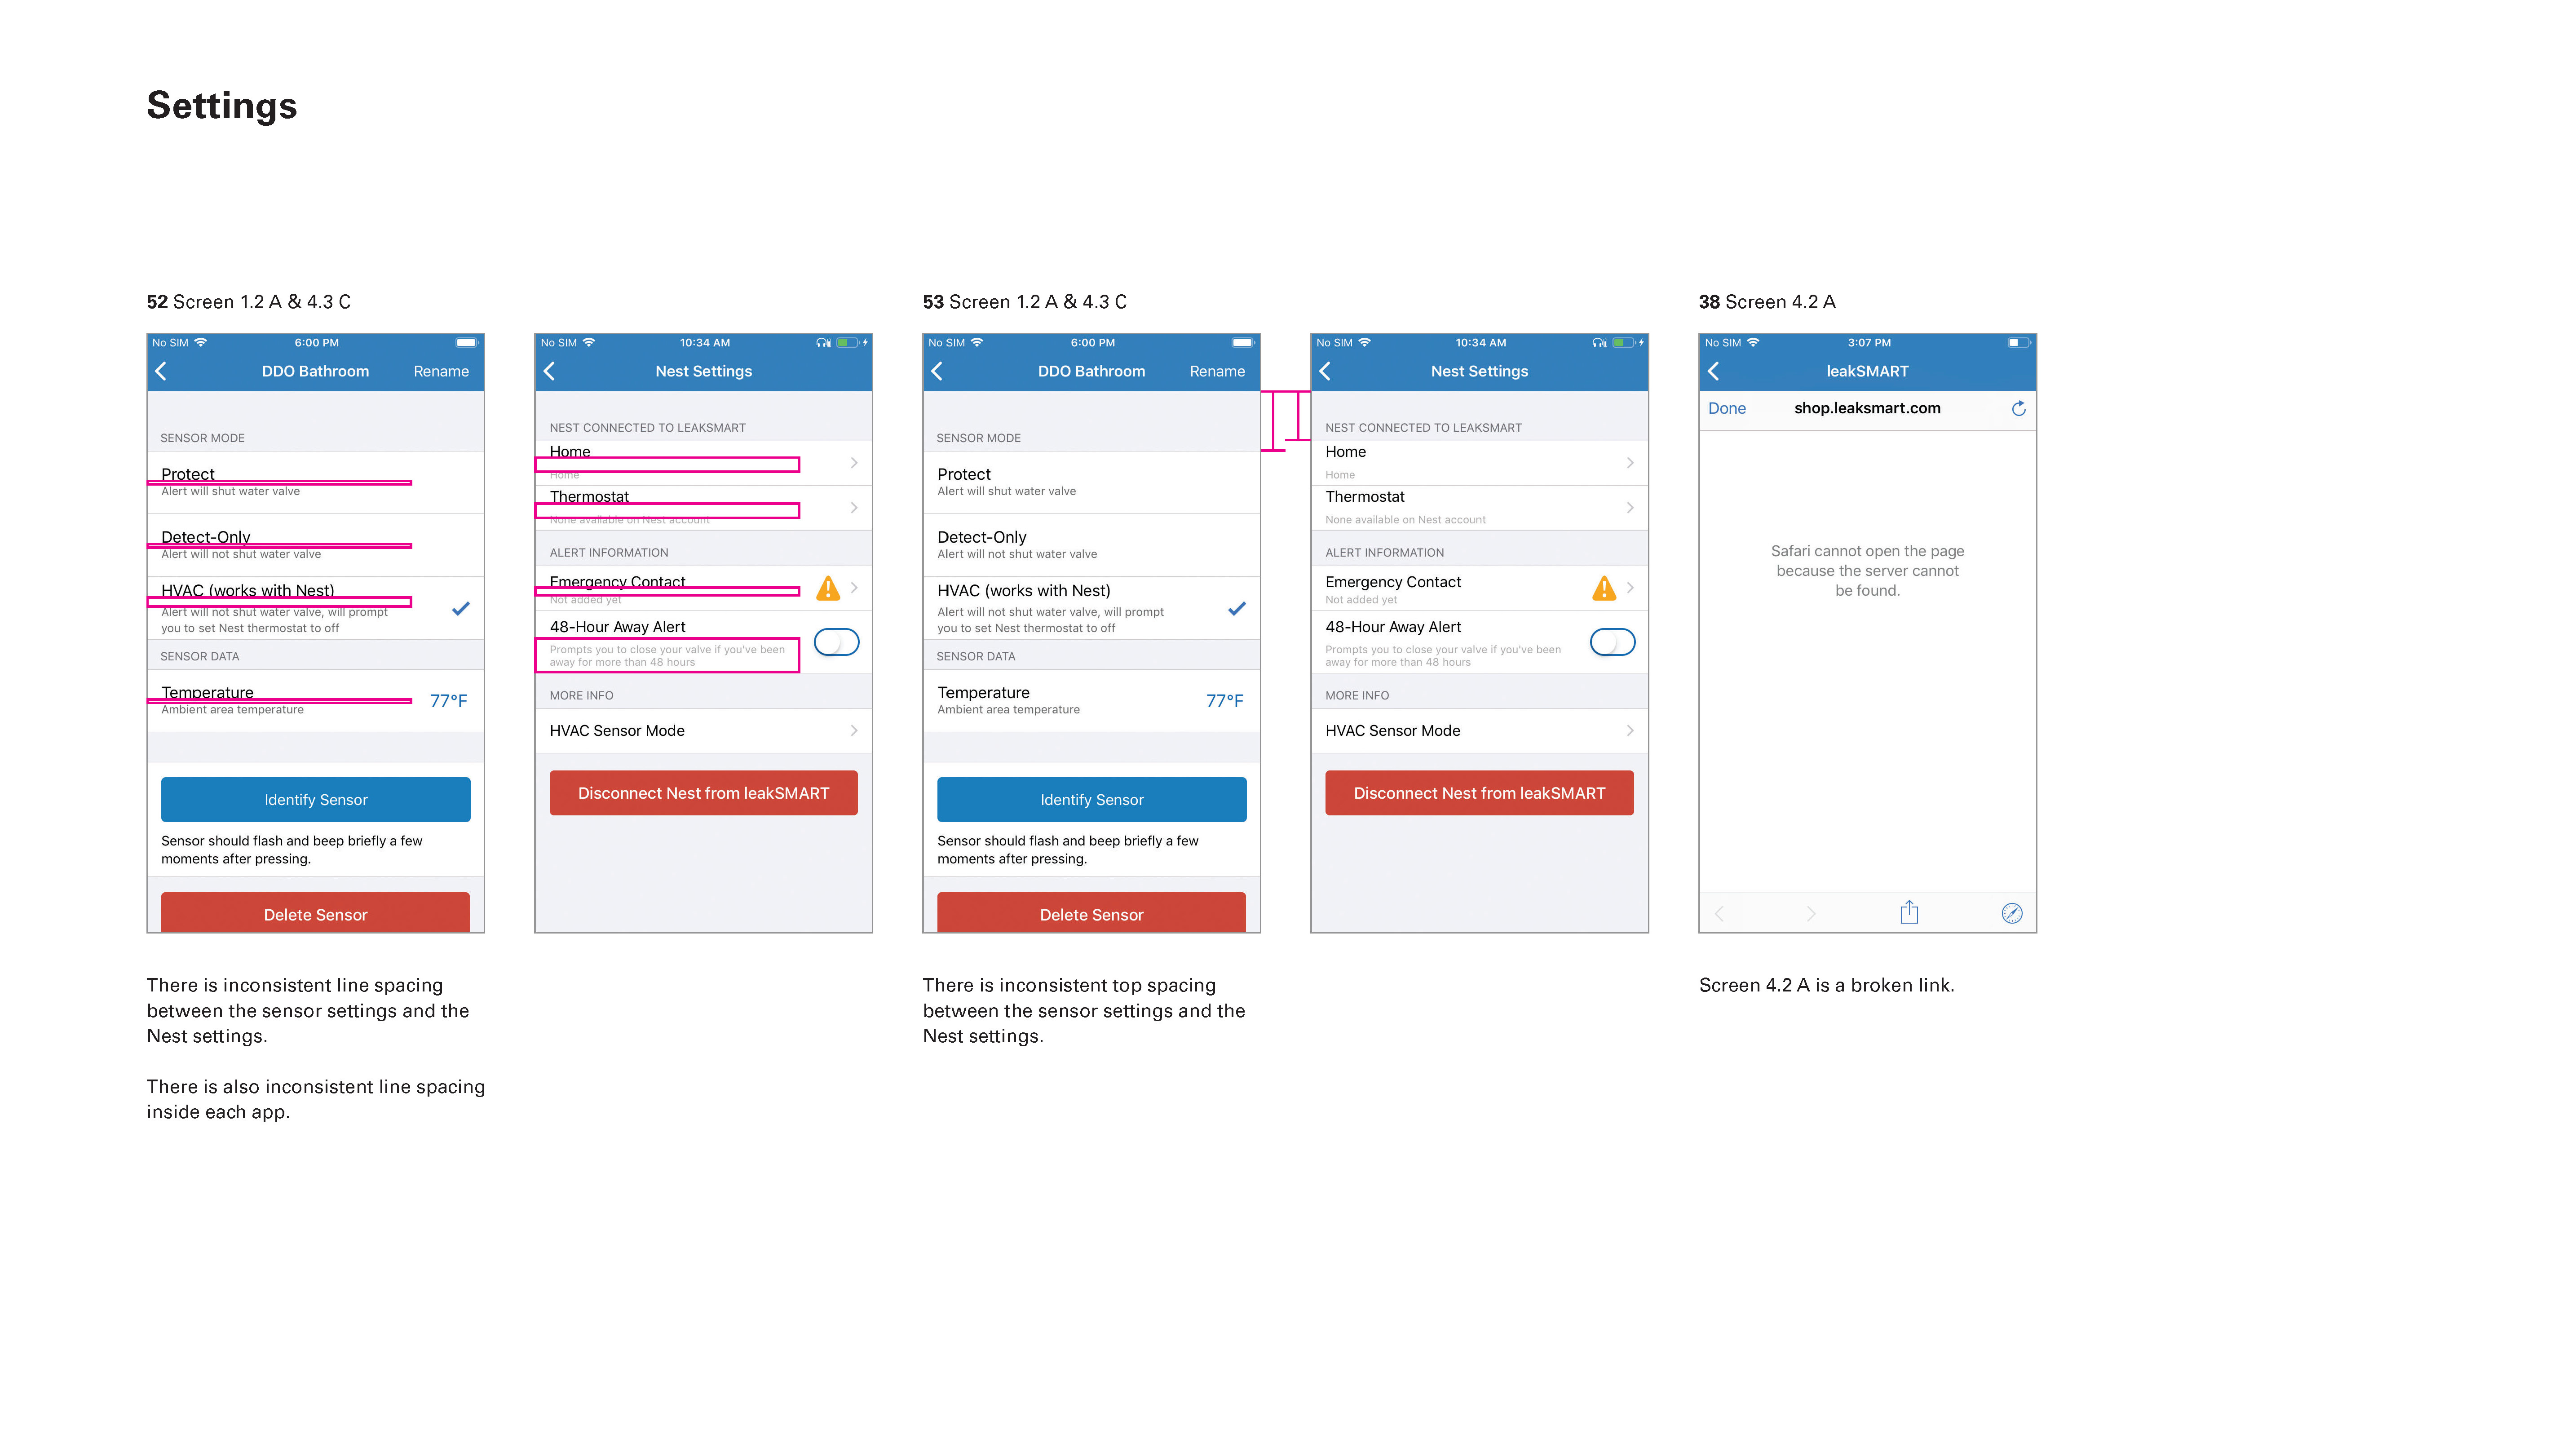 Settings
52 Screen 1.2 A & 4.3 C
No SIM 6:00 PM
DDO Bathroom Rename
SENSOR MODE
Protect
Alert will shut water valve
Detect-Only
Alert will not shut water valve
HVAC (works with Nest)
Alert will not shut water valve, will prompt
you to set Nest thermostat to off
SENSOR DATA
Temperature
Ambient area temperature
77°F
Identify Sensor
Sensor should flash and beep briefly a few
moments after pressing.
Delete Sensor
There is inconsistent line spacing
between the sensor settings and the
Nest settings.
There is also inconsistent line spacing
inside each app.
No SIM 10:34 AM
Nest Settings
NEST CONNECTED TO LEAKSMART
Home
Home
Thermostat
None available on Nest account
ALERT INFORMATION
Emergency Contact
Not added yet
48-Hour Away Alert
Prompts you to close your valve if you've been
away for more than 48 hours
MORE INFO
HVAC Sensor Mode
Disconnect Nest from leakSMART
53 Screen 1.2 A & 4.3 C
No SIM 6:00 PM
DDO Bathroom Rename
SENSOR MODE
Protect
Alert will shut water valve
Detect-Only
Alert will not shut water valve
HVAC (works with Nest)
Alert will not shut water valve, will prompt
you to set Nest thermostat to off
SENSOR DATA
Temperature
Ambient area temperature
77°F
Identify Sensor
Sensor should flash and beep briefly a few
moments after pressing.
Delete Sensor
There is inconsistent top spacing
between the sensor settings and the
Nest settings.
No SIM 10:34 AM
Nest Settings
NEST CONNECTED TO LEAKSMART
Home
Home
Thermostat
None available on Nest account
ALERT INFORMATION
Emergency Contact
Not added yet
48-Hour Away Alert
Prompts you to close your valve if you've been
away for more than 48 hours
MORE INFO
HVAC Sensor Mode
Disconnect Nest from leakSMART
38 Screen 4.2 A
No SIM 3:07 PM
leakSMART
Done shop.leaksmart.com
Safari cannot open the page
because the server cannot
be found.
Screen 4.2 A is a broken link.